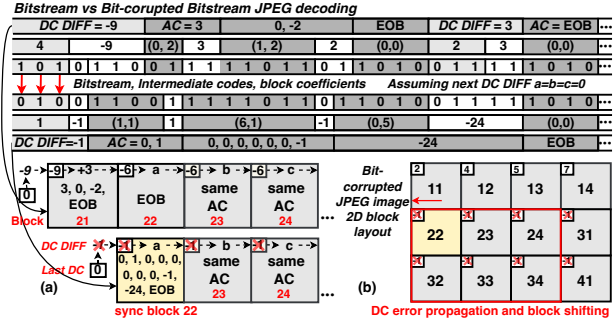 Bitstream vs Bit-corupted Bitstream JPEG decoding
DC DIFF = -9 AC = 3 0, -2 EOB DC DIFF = 3 AC = EOB ...
4 -9 (0, 2) 3 (1, 2) 2 (0,0) 2 3 (0,0) ...
1 0 1 0 1 1 0 0 1 1 1 1 1 0 1 1 0 1 1 0 1 0 0 1 1 1 1 1 0 1 0 ...
Bitstream, Intermediate codes, block coefficients Assuming next DC DIFF a=b=c=0
0 1 0 0 1 1 0 0 1 1 1 1 1 0 1 1 0 1 1 0 1 0 0 1 1 1 1 1 0 1 0 ...
1 -1 (1,1) 1 (6,1) -1 (0,5) -24 (0,0) ...
DC DIFF=-1 AC = 0, 1 0, 0, 0, 0, 0, 0, -1 -24 EOB ...
-9 -9 +3 -6 a -6 b -6 c
0
3, 0, -2, EOB
EOB
same AC
same AC
...
Block 21 22 23 24
DC DIFF -1 -1 a -1 b -1 c
Last DC 0
0, 1, 0, 0, 0,
0, 0, 0, -1,
-24, EOB
same AC 23
same AC 24
...
(a)
sync block 22
Bit-corrupted JPEG image 2D block layout
2 11 4 12 5 13 7 14
-1 22 -1 23 -1 24 -1 31
-1 32 -1 33 -1 34 -1 41
(b)
DC error propagation and block shifting